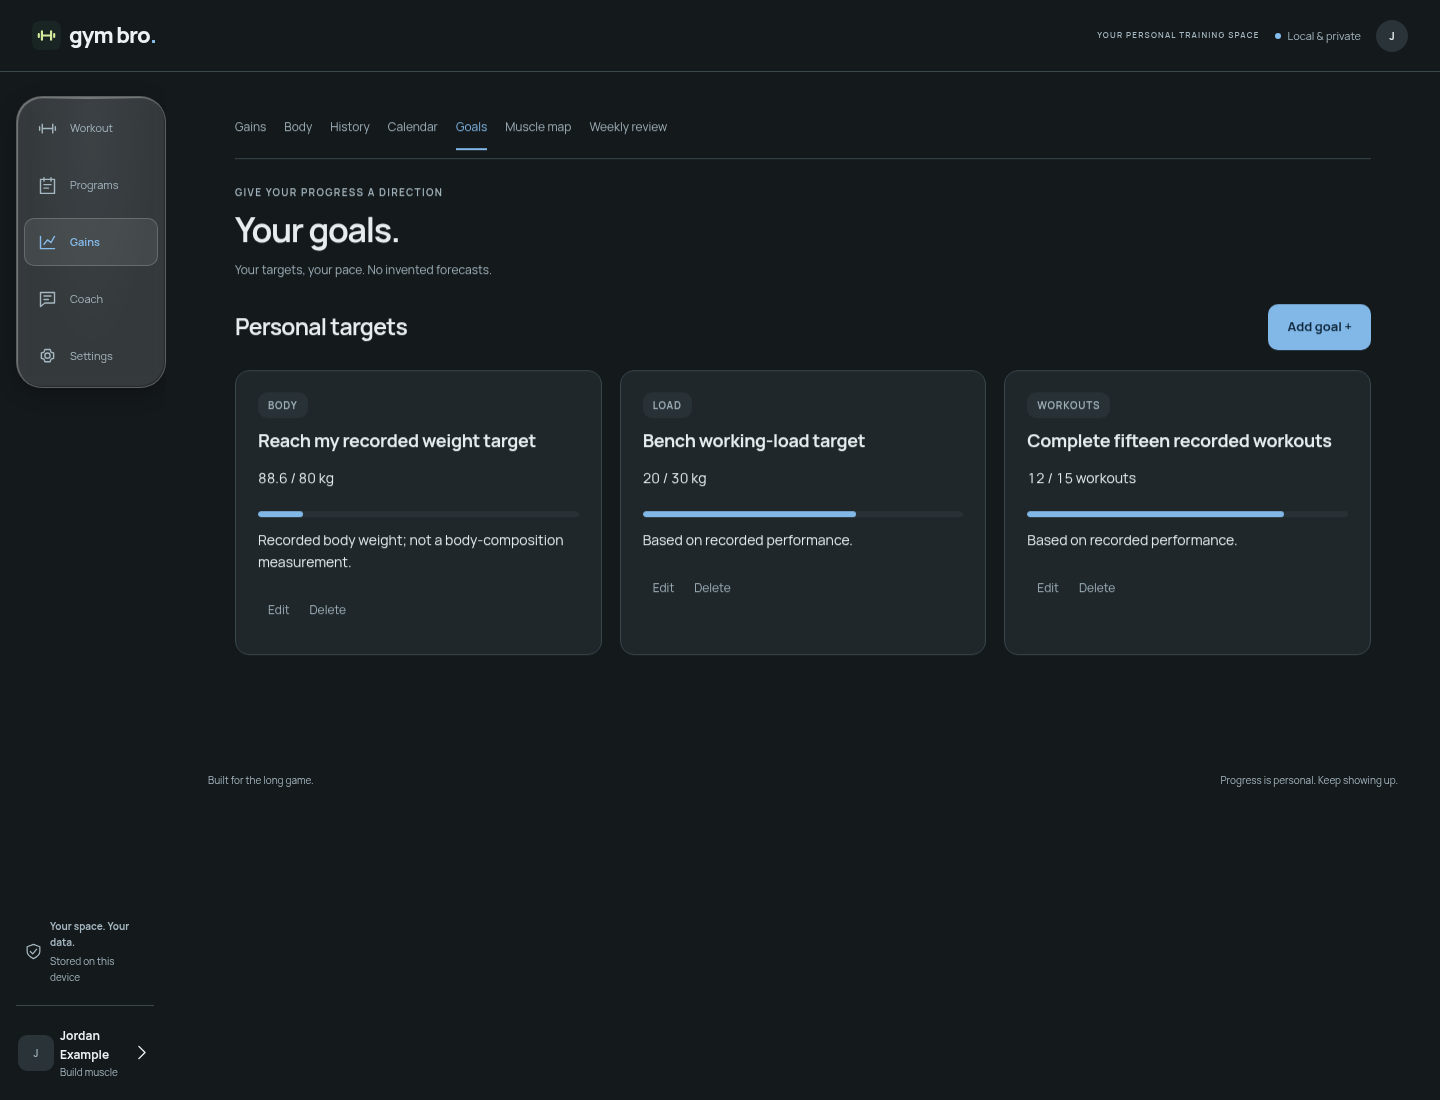 gym bro.
YOUR PERSONAL TRAINING SPACE
Local & private
J
Workout
Programs
Gains
Coach
Settings
Gains
Body
History
Calendar
Goals
Muscle map
Weekly review
GIVE YOUR PROGRESS A DIRECTION
Your goals.
Your targets, your pace. No invented forecasts.
Personal targets
Add goal +
BODY
Reach my recorded weight target
88.6 / 80 kg
Recorded body weight; not a body-composition
measurement.
Edit
Delete
LOAD
Bench working-load target
20 / 30 kg
Based on recorded performance.
Edit
Delete
WORKOUTS
Complete fifteen recorded workouts
12 / 15 workouts
Based on recorded performance.
Edit
Delete
Built for the long game.
Progress is personal. Keep showing up.
Your space. Your
data.
Stored on this
device
J
Jordan
Example
Build muscle